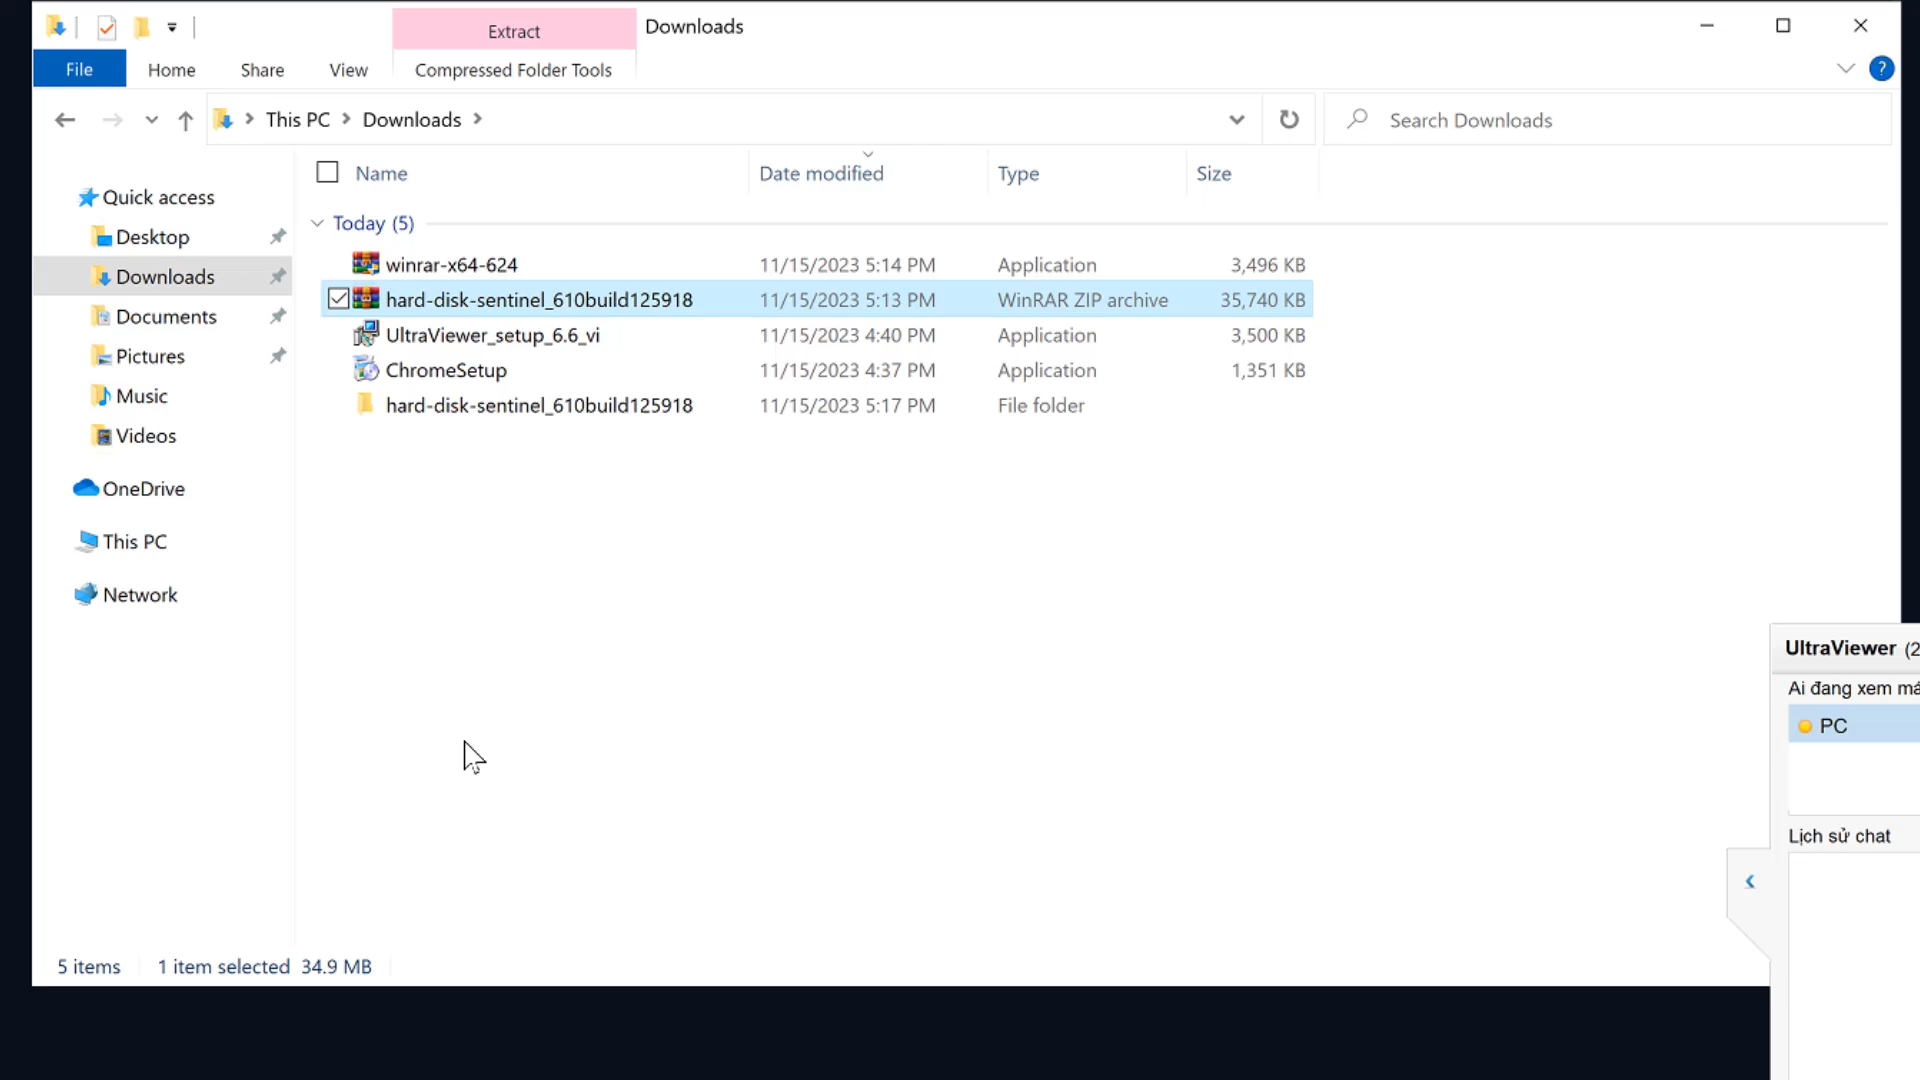 Extract
Downloads
File
Home
Share
View
Compressed Folder Tools
This PC
Downloads
Search Downloads
Name
Date modified
Type
Size
Quick access
Desktop
Downloads
Documents
Pictures
Music
Videos
OneDrive
This PC
Network
Today (5)
winrar-x64-624 11/15/2023 5:14 PM Application 3,496 KB
hard-disk-sentinel_610build125918 11/15/2023 5:13 PM WinRAR ZIP archive 35,740 KB
UltraViewer_setup_6.6_vi 11/15/2023 4:40 PM Application 3,500 KB
ChromeSetup 11/15/2023 4:37 PM Application 1,351 KB
hard-disk-sentinel_610build125918 11/15/2023 5:17 PM File folder
UltraViewer (2
Ai đang xem má
PC
Lịch sử chat
5 items 1 item selected 34.9 MB